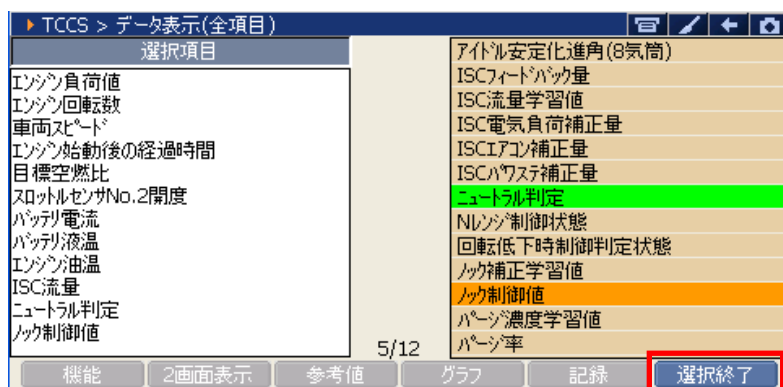 TCCS > データ表示(全項目)
選択項目
エンジン負荷値
エンジン回転数
車両スピード
エンジン始動後の経過時間
目標空燃比
スロットルセンサNo.2開度
バッテリ電流
バッテリ液温
エンジン油温
ISC流量
ニュートラル判定
ノック制御値
アイドル安定化進角(8気筒)
ISCフィードバック量
ISC流量学習値
ISC電気負荷補正量
ISCエアコン補正量
ISCパワステ補正量
ニュートラル判定
Nレンジ制御状態
回転低下時制御判定状態
ノック補正学習値
ノック制御値
パージ濃度学習値
パージ率
5/12
機能
2画面表示
参考値
グラフ
記録
選択終了